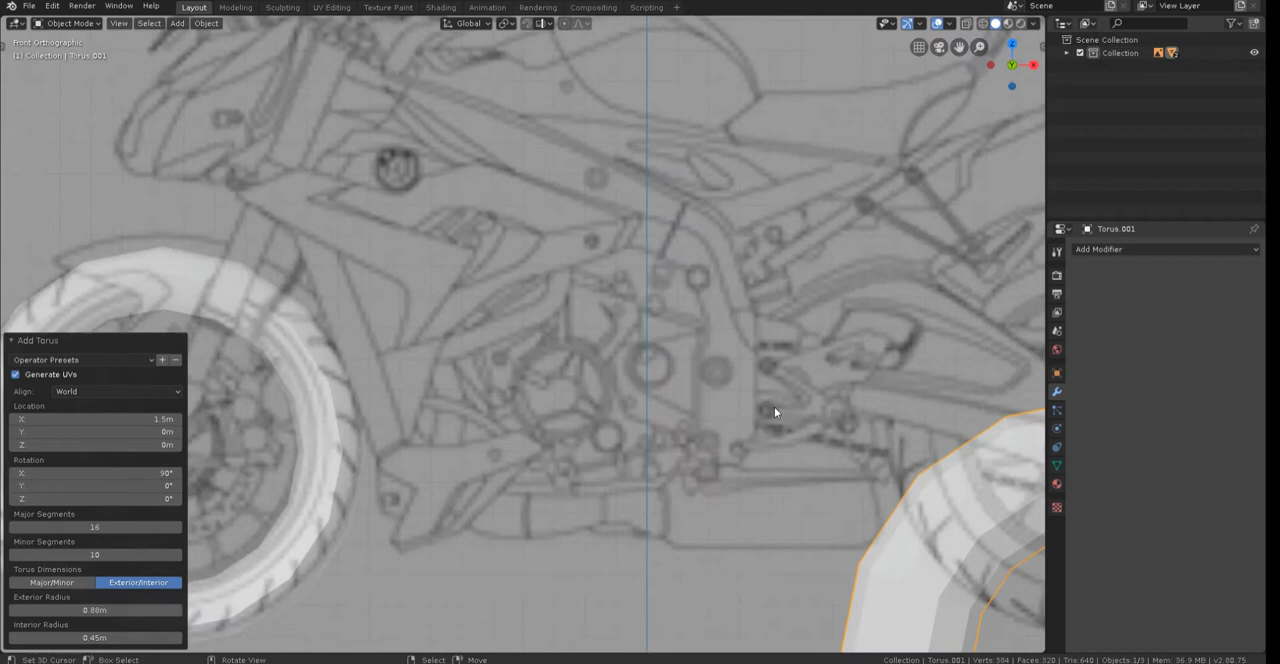 File Edit Render Window Help Layout Modeling Sculpting UV Editing Texture Paint Shading Animation Rendering Compositing Scripting + Scene View Layer
Object Mode View Select Add Object Global
Front Orthographic
(1) Collection | Torus.001
Z
X
Y
Scene Collection
Collection
Torus.001
Add Modifier
Add Torus
Operator Presets
Generate UVs
Align: World
Location
X: 1.5m
Y: 0m
Z: 0m
Rotation
X: 90°
Y: 0°
Z: 0°
Major Segments
16
Minor Segments
10
Torus Dimensions
Major/Minor Exterior/Interior
Exterior Radius
0.88m
Interior Radius
0.45m
Set 3D Cursor Box Select Rotate View Select Move Collection | Torus.001 | Verts:384 | Faces:320 | Tris:640 | Objects:1/3 | Mem: 36.9 MB | v2.80.75